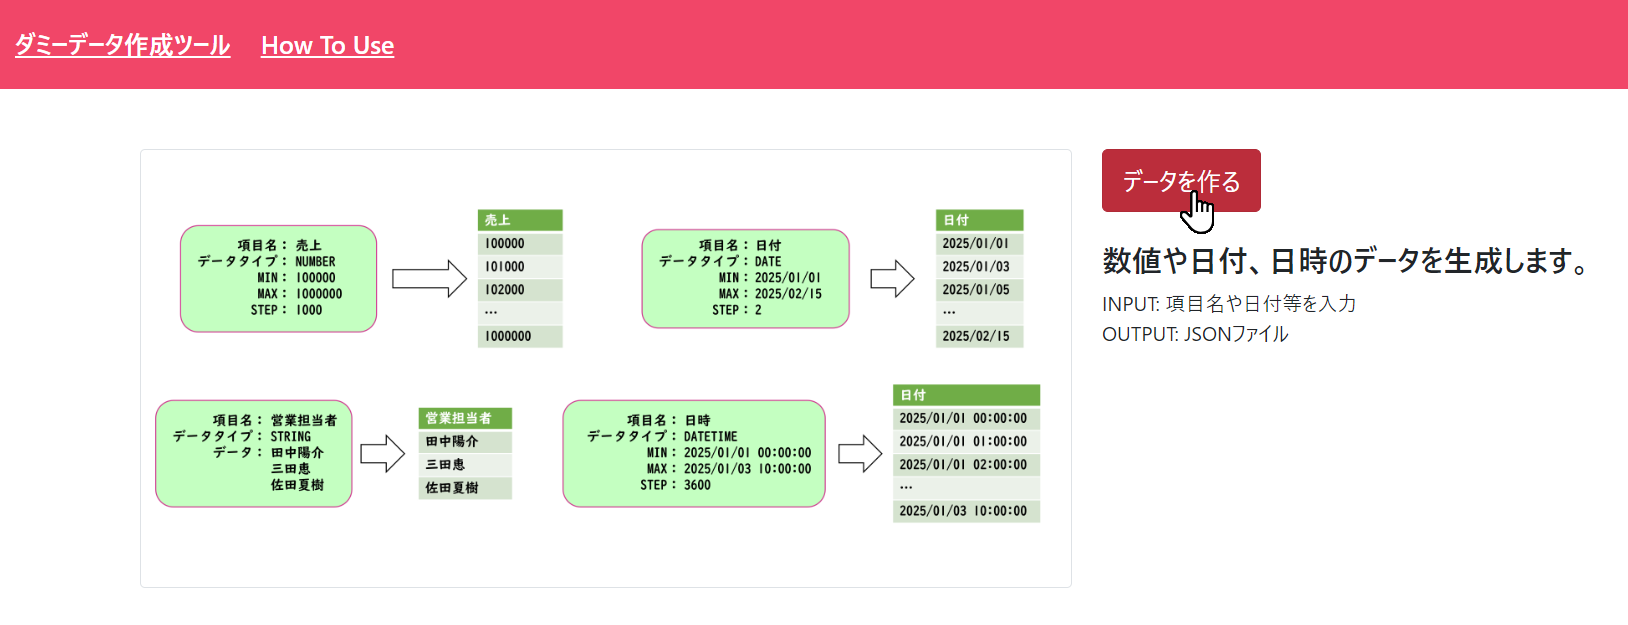 ダミーデータ作成ツール How To Use
項目名： 売上
データタイプ： NUMBER
MIN： 100000
MAX： 1000000
STEP： 1000
売上
100000
101000
102000
...
1000000
項目名： 日付
データタイプ： DATE
MIN： 2025/01/01
MAX： 2025/02/15
STEP： 2
日付
2025/01/01
2025/01/03
2025/01/05
...
2025/02/15
項目名： 営業担当者
データタイプ： STRING
データ： 田中陽介
三田恵
佐田夏樹
営業担当者
田中陽介
三田恵
佐田夏樹
項目名： 日時
データタイプ： DATETIME
MIN： 2025/01/01 00:00:00
MAX： 2025/01/03 10:00:00
STEP： 3600
日付
2025/01/01 00:00:00
2025/01/01 01:00:00
2025/01/01 02:00:00
...
2025/01/03 10:00:00
データを作る
数値や日付、日時のデータを生成します。
INPUT: 項目名や日付等を入力
OUTPUT: JSONファイル